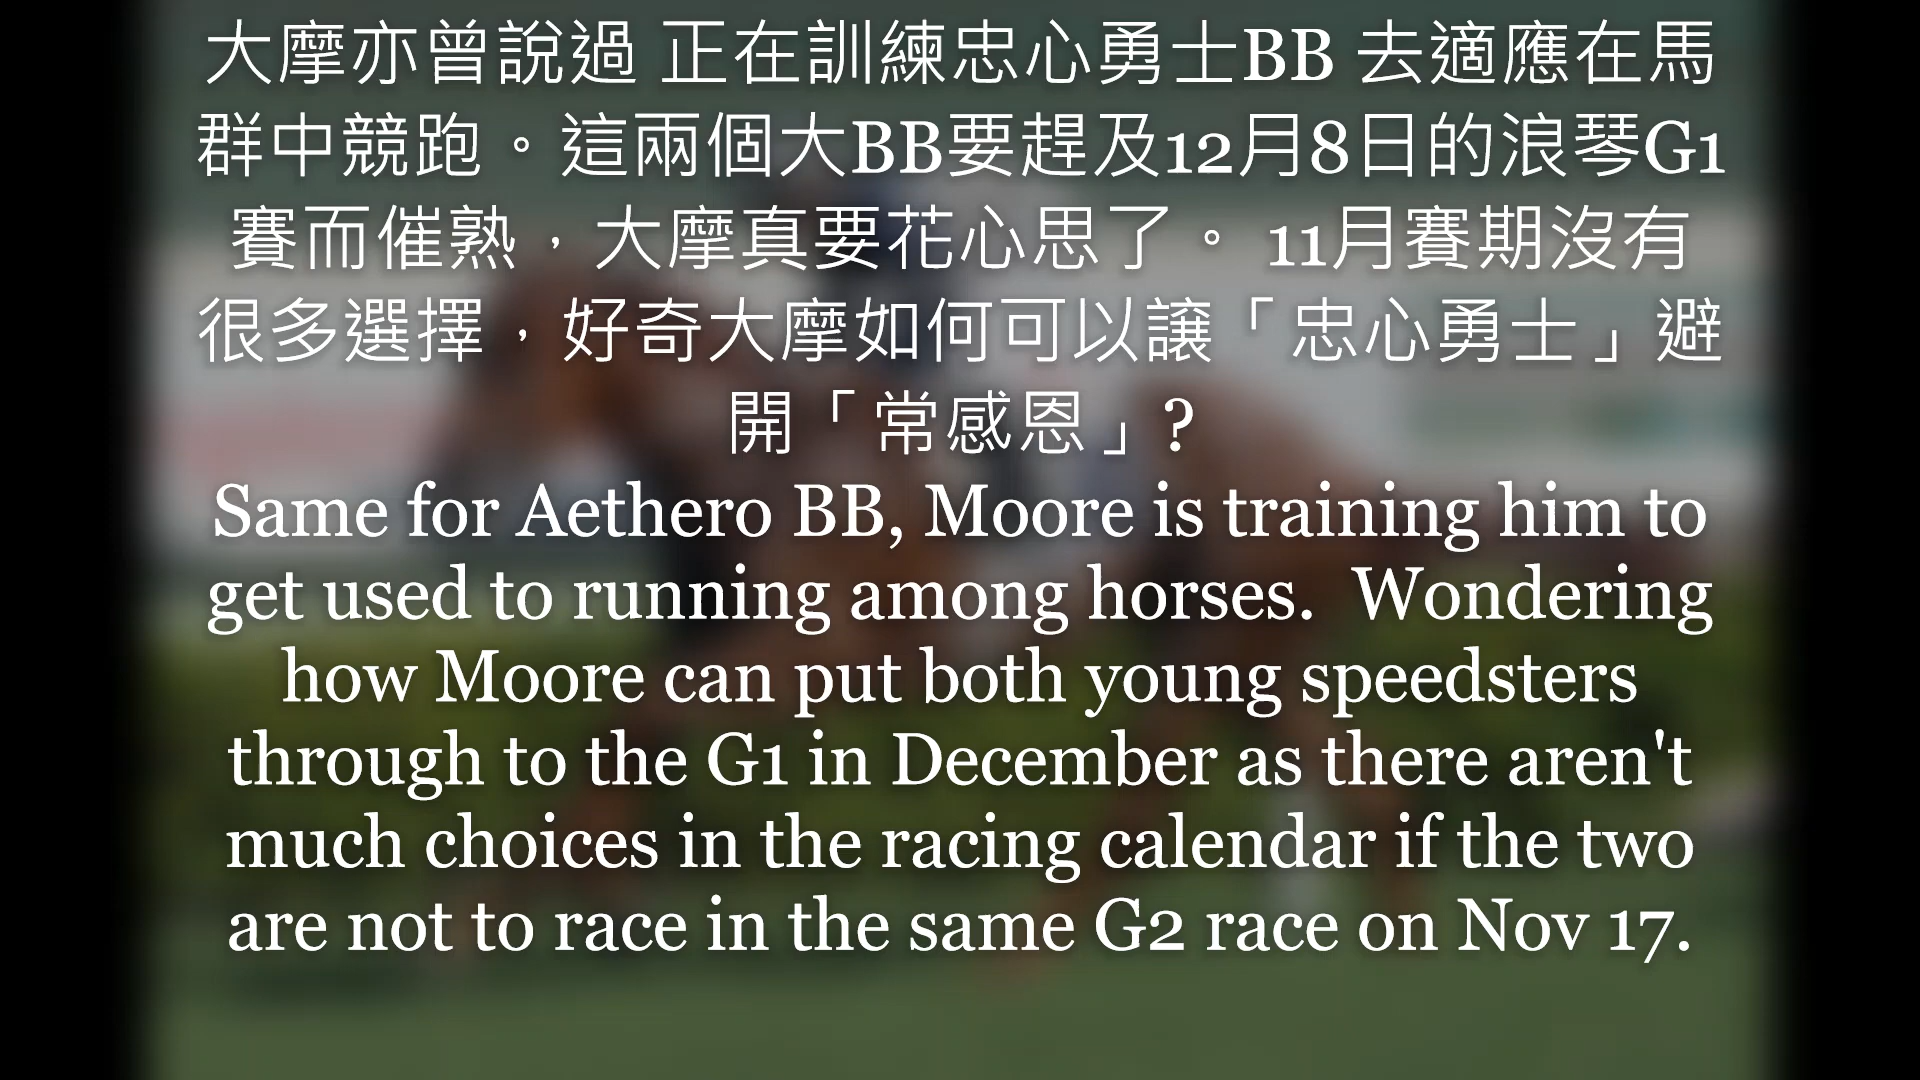 大摩亦曾說過 正在訓練忠心勇士BB 去適應在馬
群中競跑。這兩個大BB要趕及12月8日的浪琴G1
賽而催熟，大摩真要花心思了。 11月賽期沒有
很多選擇，好奇大摩如何可以讓「忠心勇士」避
開「常感恩」?
Same for Aethero BB, Moore is training him to
get used to running among horses.  Wondering
how Moore can put both young speedsters
through to the G1 in December as there aren't
much choices in the racing calendar if the two
are not to race in the same G2 race on Nov 17.